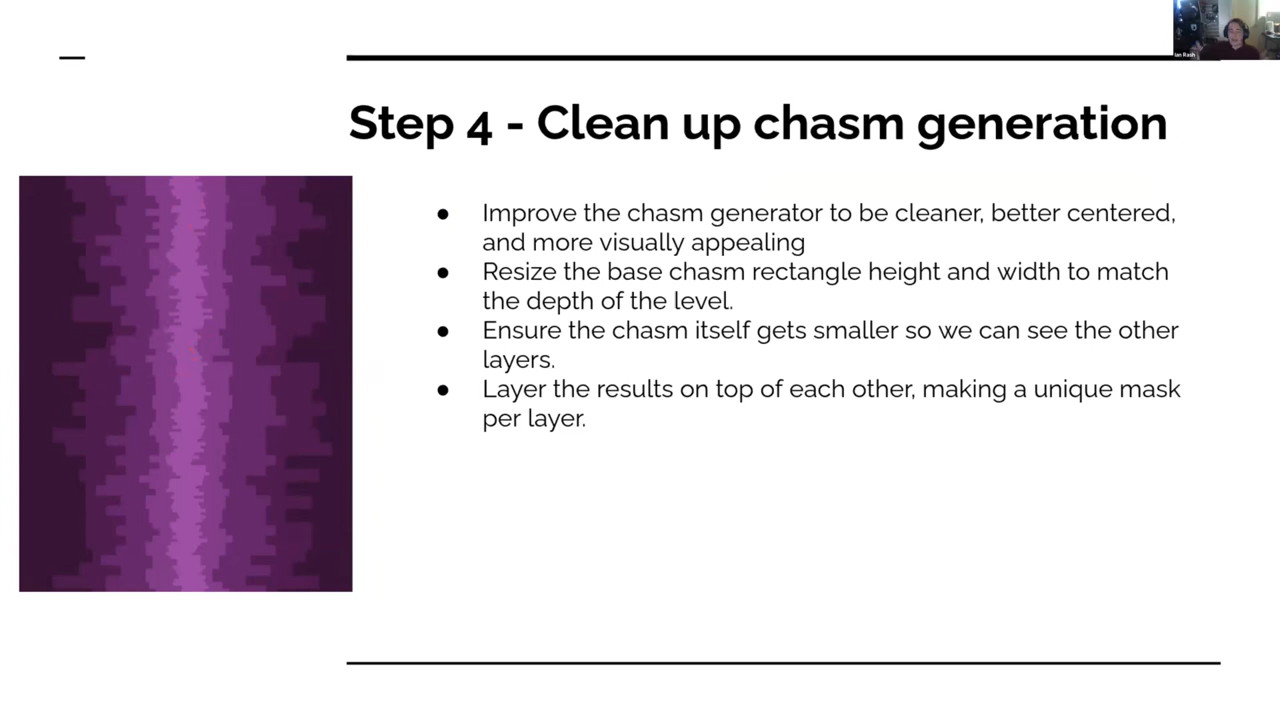 Ian Rash
Step 4 - Clean up chasm generation
● Improve the chasm generator to be cleaner, better centered,
and more visually appealing
● Resize the base chasm rectangle height and width to match
the depth of the level.
● Ensure the chasm itself gets smaller so we can see the other
layers.
● Layer the results on top of each other, making a unique mask
per layer.